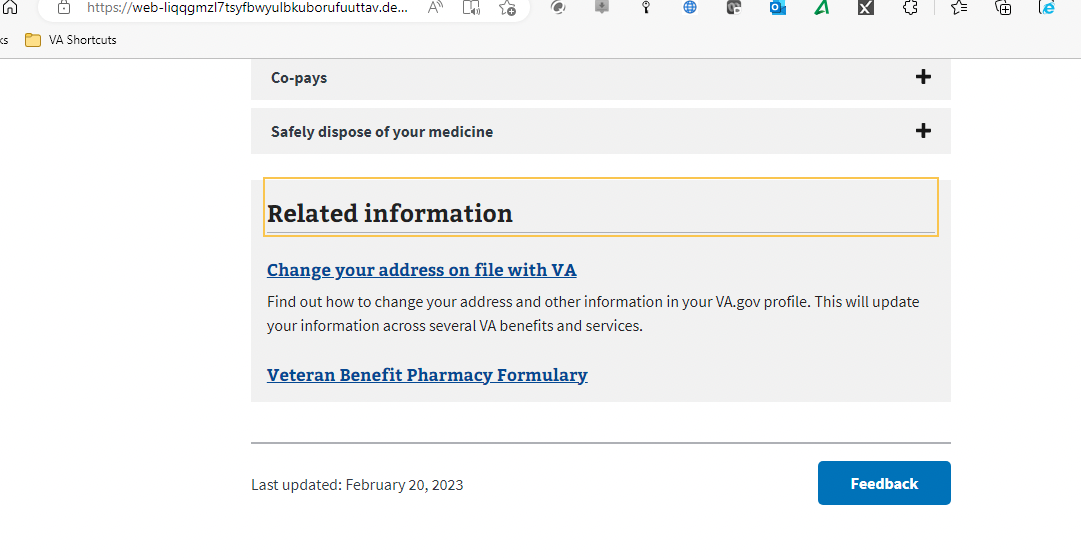 https://web-liqqgmzl7tsyfbwyulbkuborufuuttav.de...
VA Shortcuts
Co-pays
Safely dispose of your medicine
Related information
Change your address on file with VA
Find out how to change your address and other information in your VA.gov profile. This will update
your information across several VA benefits and services.
Veteran Benefit Pharmacy Formulary
Last updated: February 20, 2023
Feedback